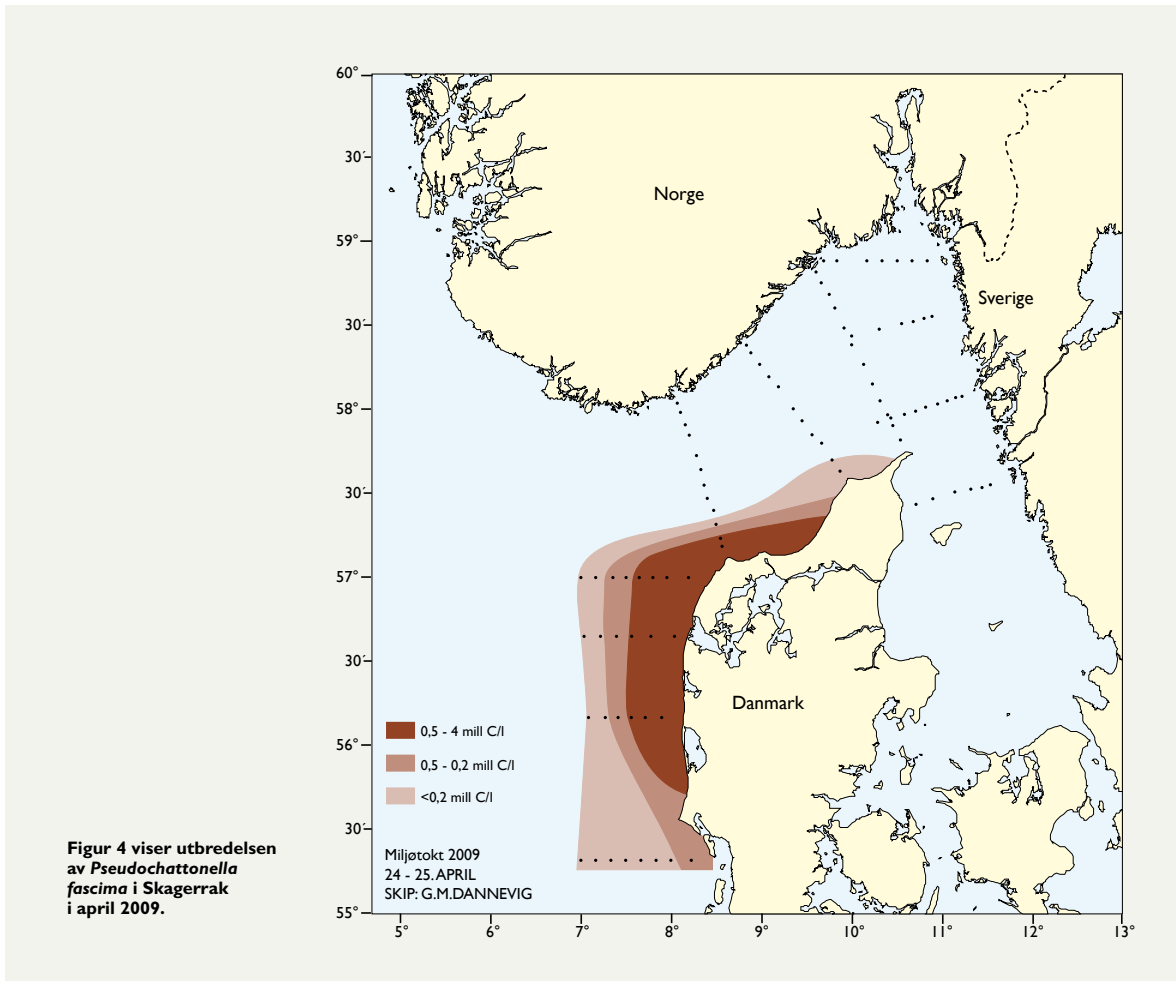 60°
30´
Norge
59°
Sverige
30´
58°
30´
57°
30´
Danmark
0,5 - 4 mill C/l
56°
0,5 - 0,2 mill C/l
<0,2 mill C/l
30´
Figur 4 viser utbredelsen
av Pseudochattonella
fascima i Skagerrak
i april 2009.
Miljøtokt 2009
24 - 25. APRIL
SKIP: G.M.DANNEVIG
55°
5° 6° 7° 8° 9° 10° 11° 12° 13°